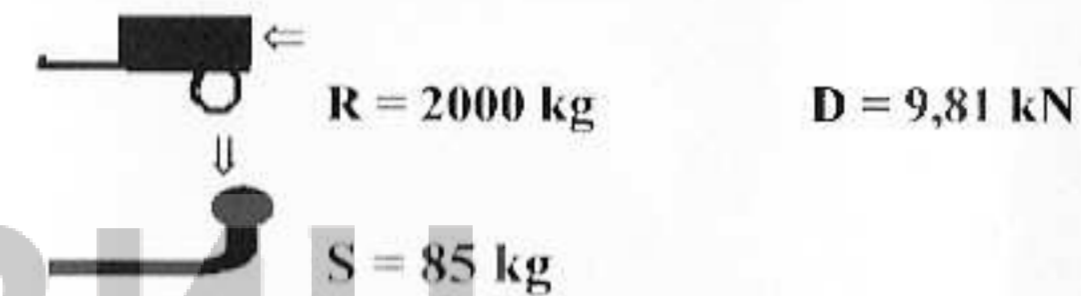 R = 2000 kg D = 9,81 kN
S = 85 kg